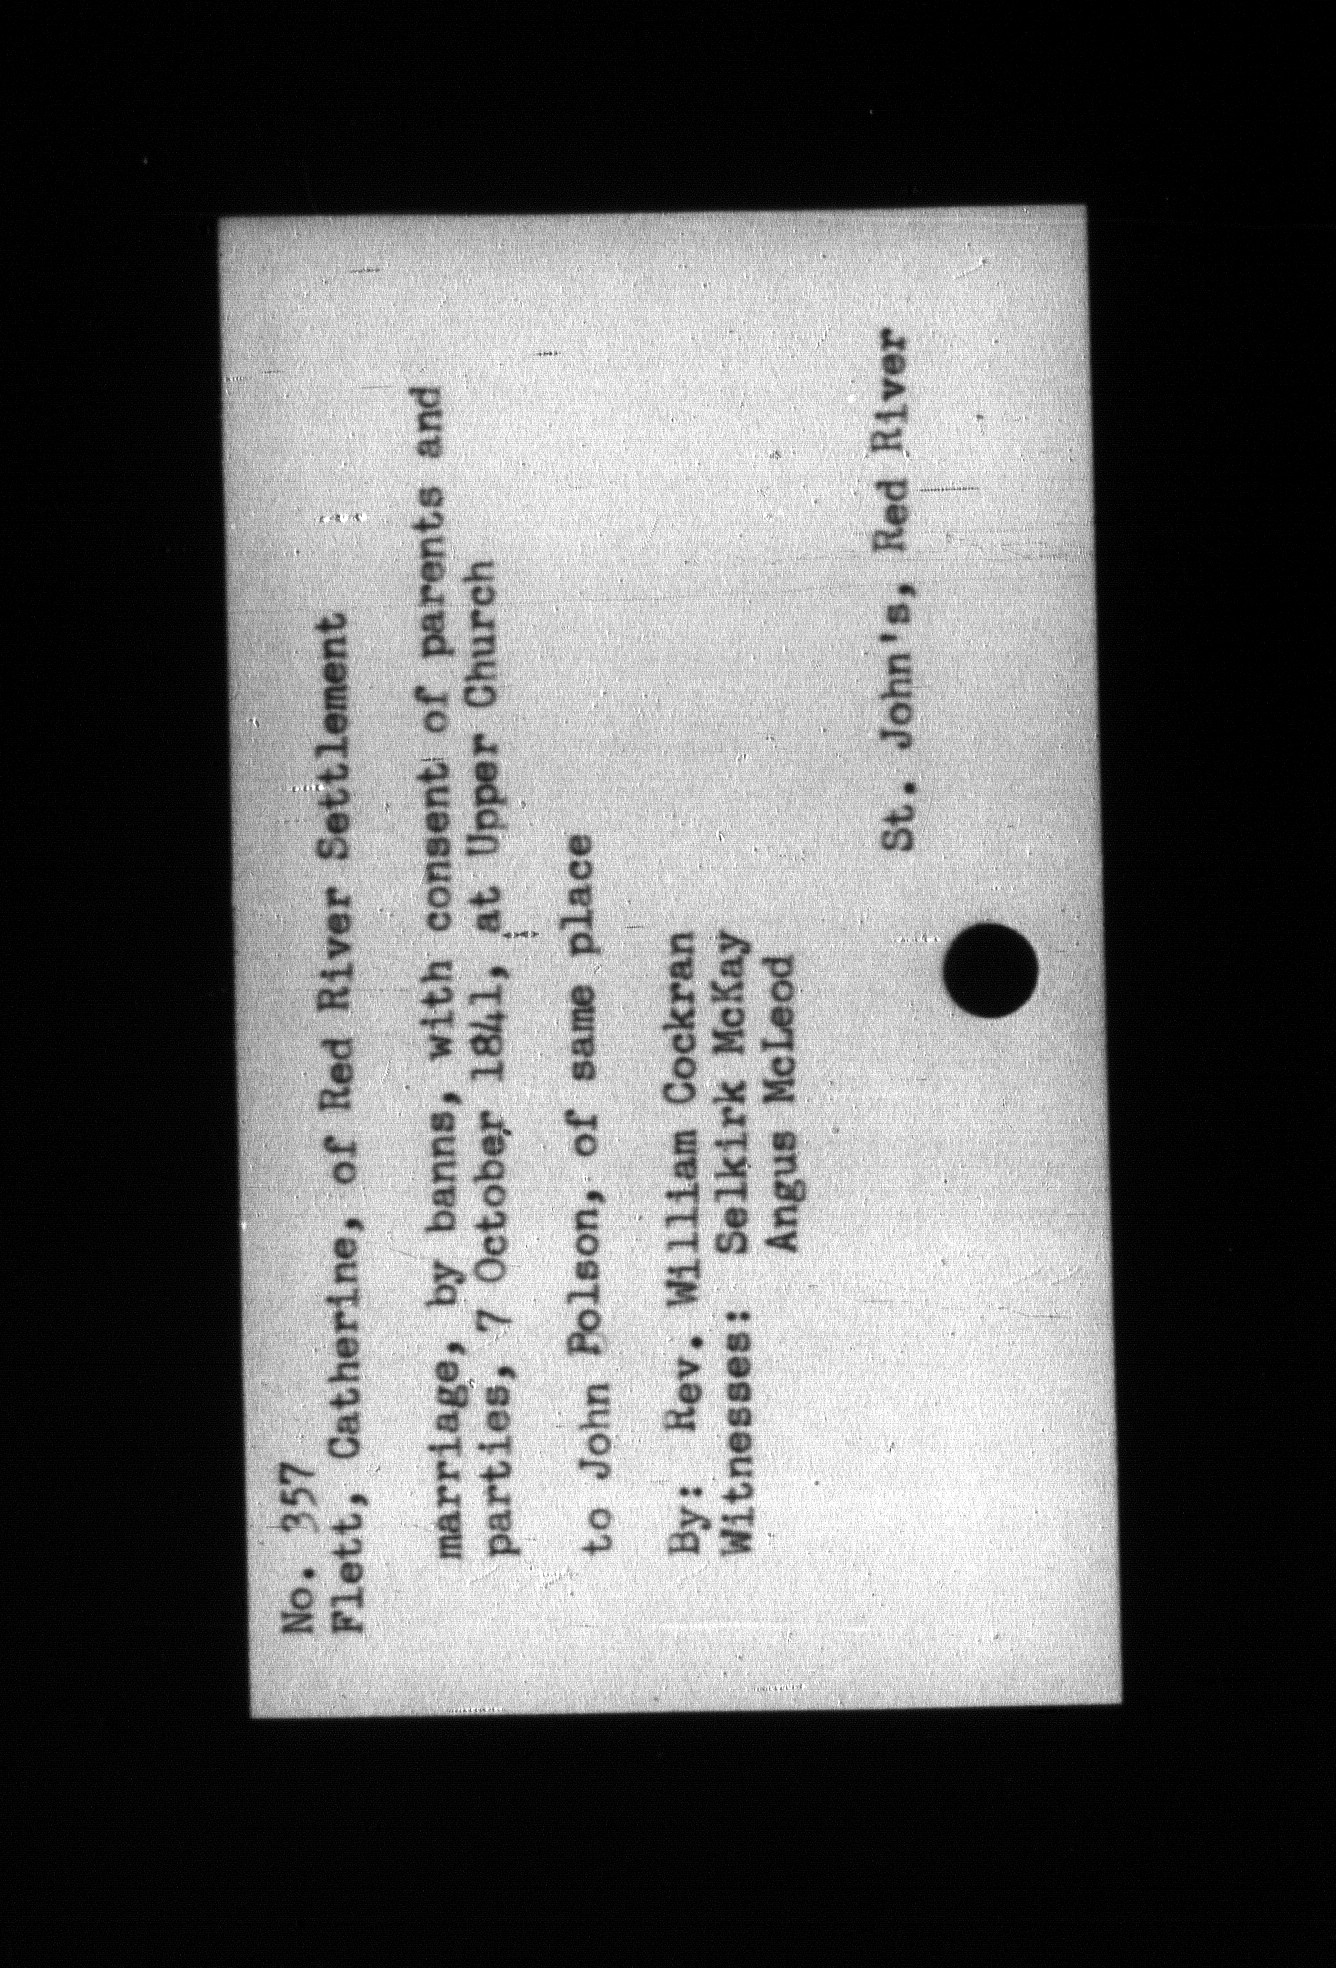 No. 357
Flett, Catherine, of Red River Settlement
marriage, by banns, with consent of parents and
parties, 7 October 1841, at Upper Church
to John Polson, of same place
By: Rev. William Cockran
Witnesses: Selkirk McKay
Angus McLeod
St. John's, Red River